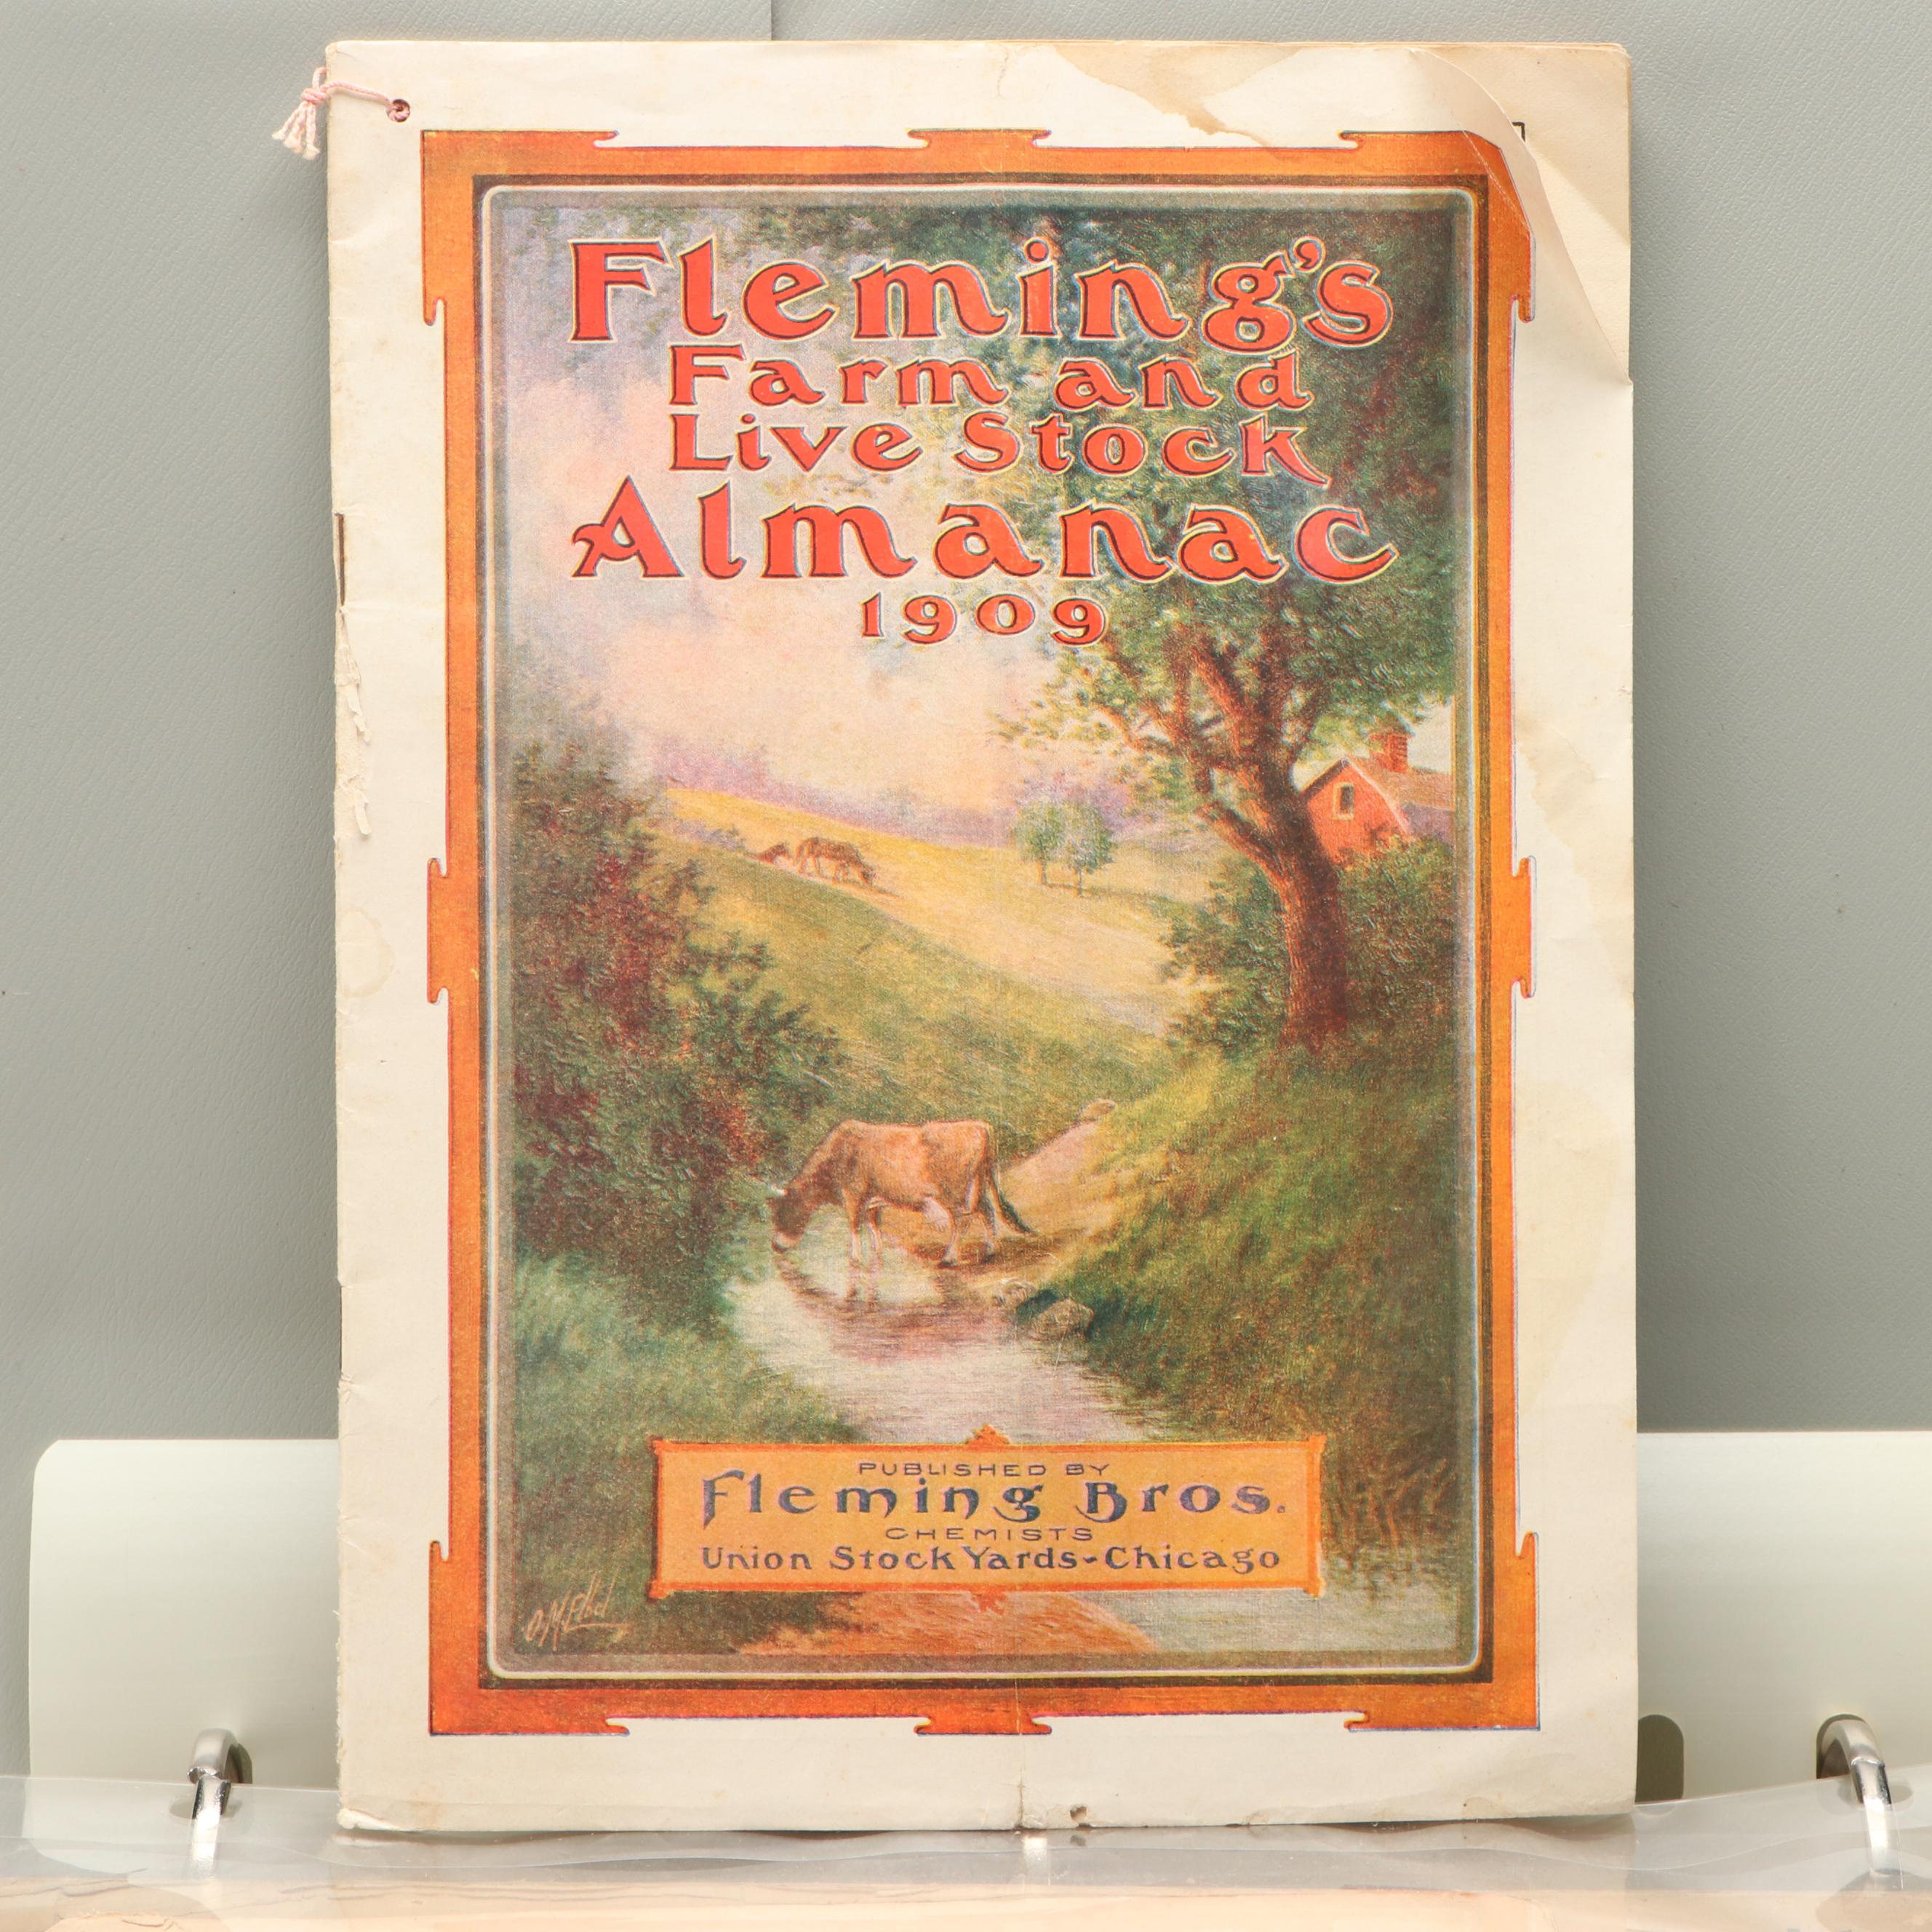 Fleming's
Farm and
Live Stock
Almanac
1909
PUBLISHED BY
Fleming Bros.
CHEMISTS
Union Stock Yards-Chicago